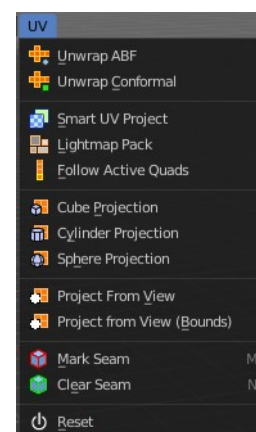 UV
Unwrap ABF
Unwrap Conformal
Smart UV Project
Lightmap Pack
Follow Active Quads
Cube Projection
Cylinder Projection
Sphere Projection
Project From View
Project from View (Bounds)
Mark Seam M
Clear Seam N
Reset